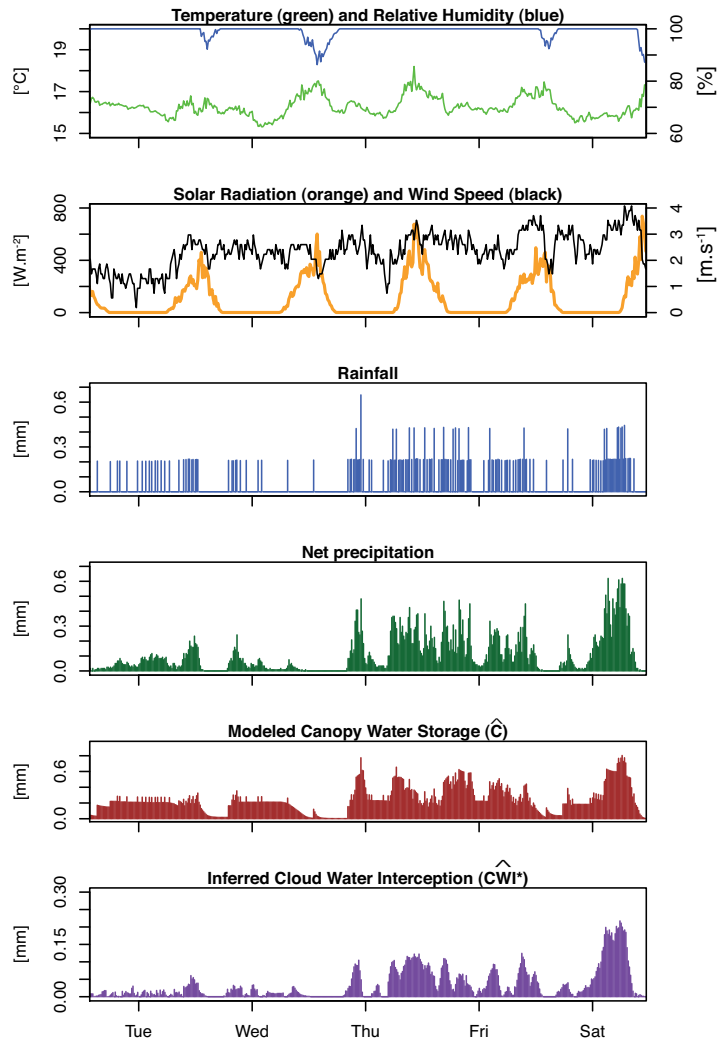 Temperature (green) and Relative Humidity (blue)
[°C]
15 17 19
60 80 100
[%]
Solar Radiation (orange) and Wind Speed (black)
[W.m⁻²]
0 400 800
0 1 2 3 4
[m.s⁻¹]
Rainfall
[mm]
0.0 0.3 0.6
Net precipitation
[mm]
0.0 0.3 0.6
Modeled Canopy Water Storage (Ĉ)
[mm]
0.0 0.6
Inferred Cloud Water Interception (CWI*)
[mm]
0.00 0.15 0.30
Tue Wed Thu Fri Sat